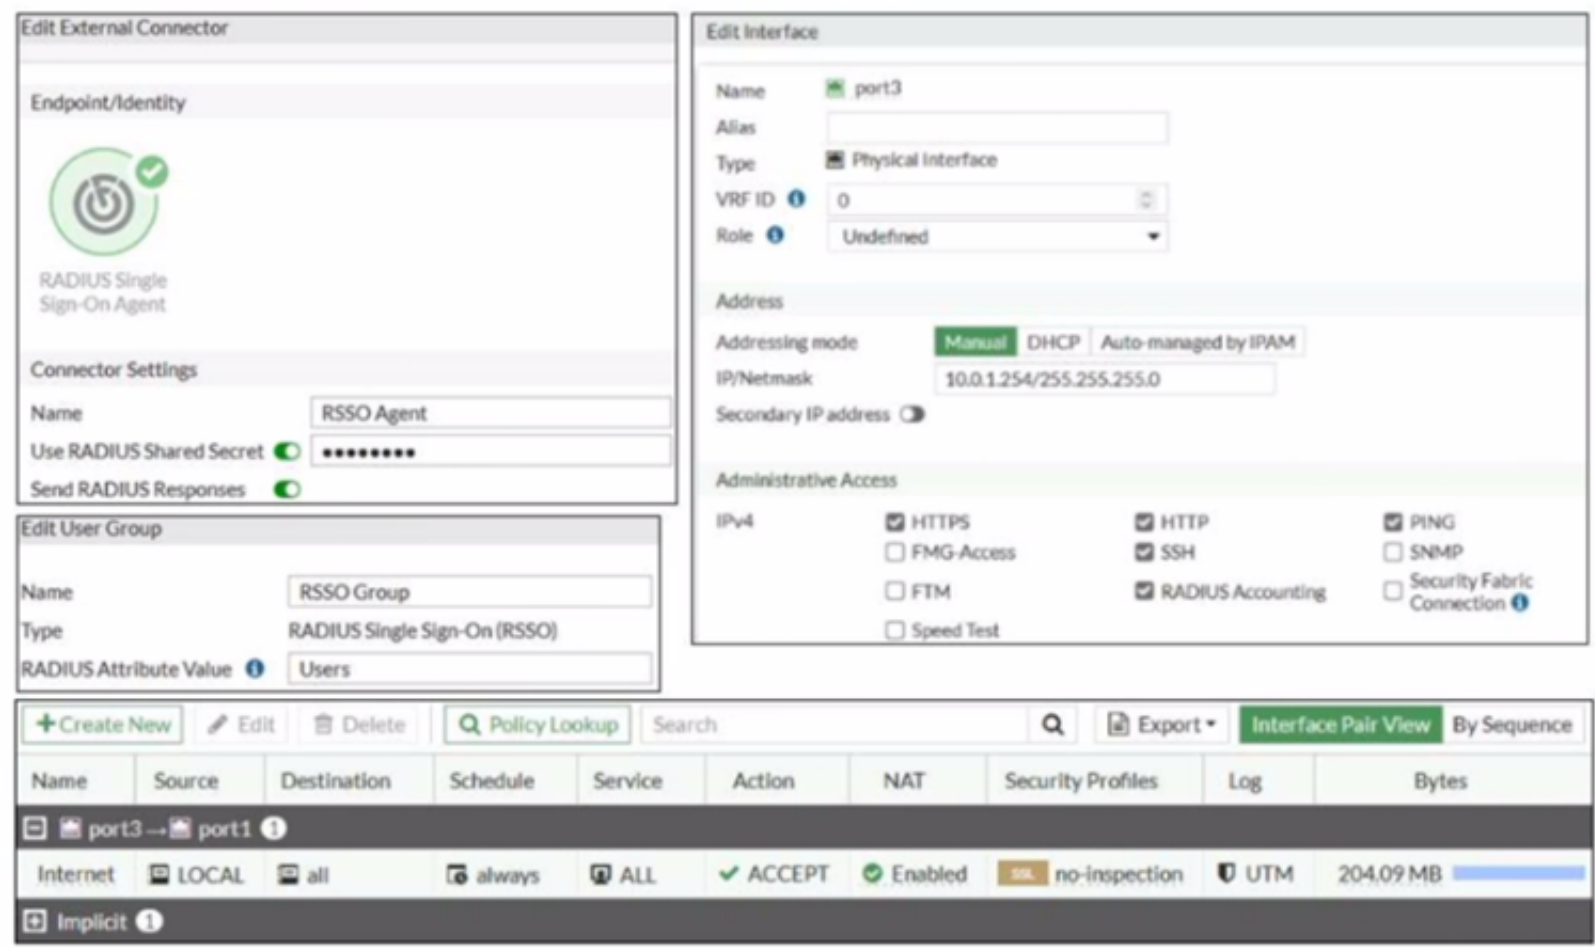 Edit External Connector
Endpoint/Identity
RADIUS Single
Sign-On Agent
Connector Settings
Name RSSO Agent
Use RADIUS Shared Secret ••••••••
Send RADIUS Responses
Edit User Group
Name RSSO Group
Type RADIUS Single Sign-On (RSSO)
RADIUS Attribute Value Users
Edit Interface
Name port3
Alias
Type Physical Interface
VRF ID 0
Role Undefined
Address
Addressing mode Manual DHCP Auto-managed by IPAM
IP/Netmask 10.0.1.254/255.255.255.0
Secondary IP address
Administrative Access
IPv4 HTTPS HTTP PING
FMG-Access SSH SNMP
FTM RADIUS Accounting Security Fabric
Connection
Speed Test
+Create New Edit Delete Policy Lookup Search Export Interface Pair View By Sequence
Name Source Destination Schedule Service Action NAT Security Profiles Log Bytes
port3→port1 1
Internet LOCAL all always ALL ACCEPT Enabled SSL no-inspection UTM 204.09 MB
Implicit 1